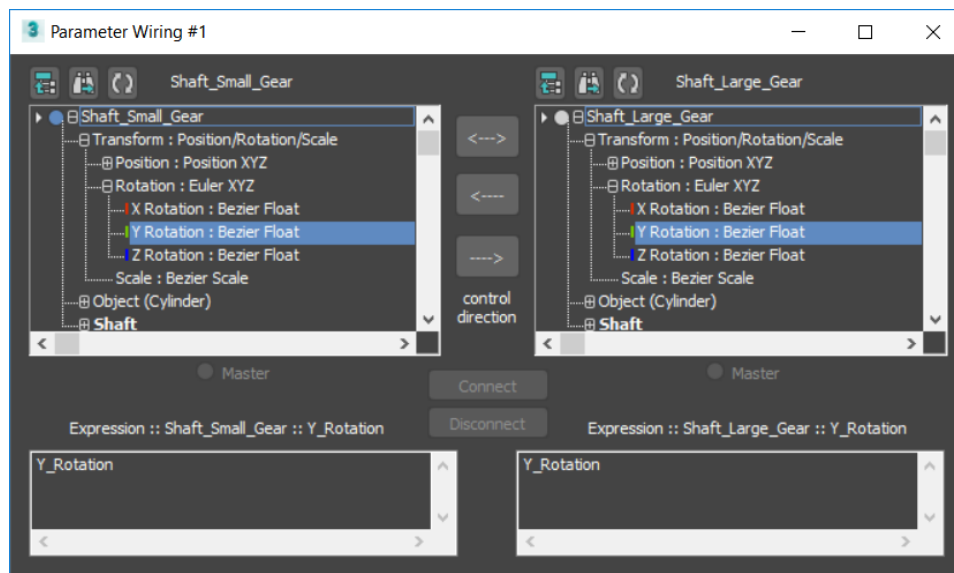 3 Parameter Wiring #1
Shaft_Small_Gear
Shaft_Large_Gear
Shaft_Small_Gear
Transform : Position/Rotation/Scale
Position : Position XYZ
Rotation : Euler XYZ
X Rotation : Bezier Float
Y Rotation : Bezier Float
Z Rotation : Bezier Float
Scale : Bezier Scale
Object (Cylinder)
Shaft
<--->
<----
---->
control
direction
Shaft_Large_Gear
Transform : Position/Rotation/Scale
Position : Position XYZ
Rotation : Euler XYZ
X Rotation : Bezier Float
Y Rotation : Bezier Float
Z Rotation : Bezier Float
Scale : Bezier Scale
Object (Cylinder)
Shaft
Master
Master
Connect
Disconnect
Expression :: Shaft_Small_Gear :: Y_Rotation
Expression :: Shaft_Large_Gear :: Y_Rotation
Y_Rotation
Y_Rotation